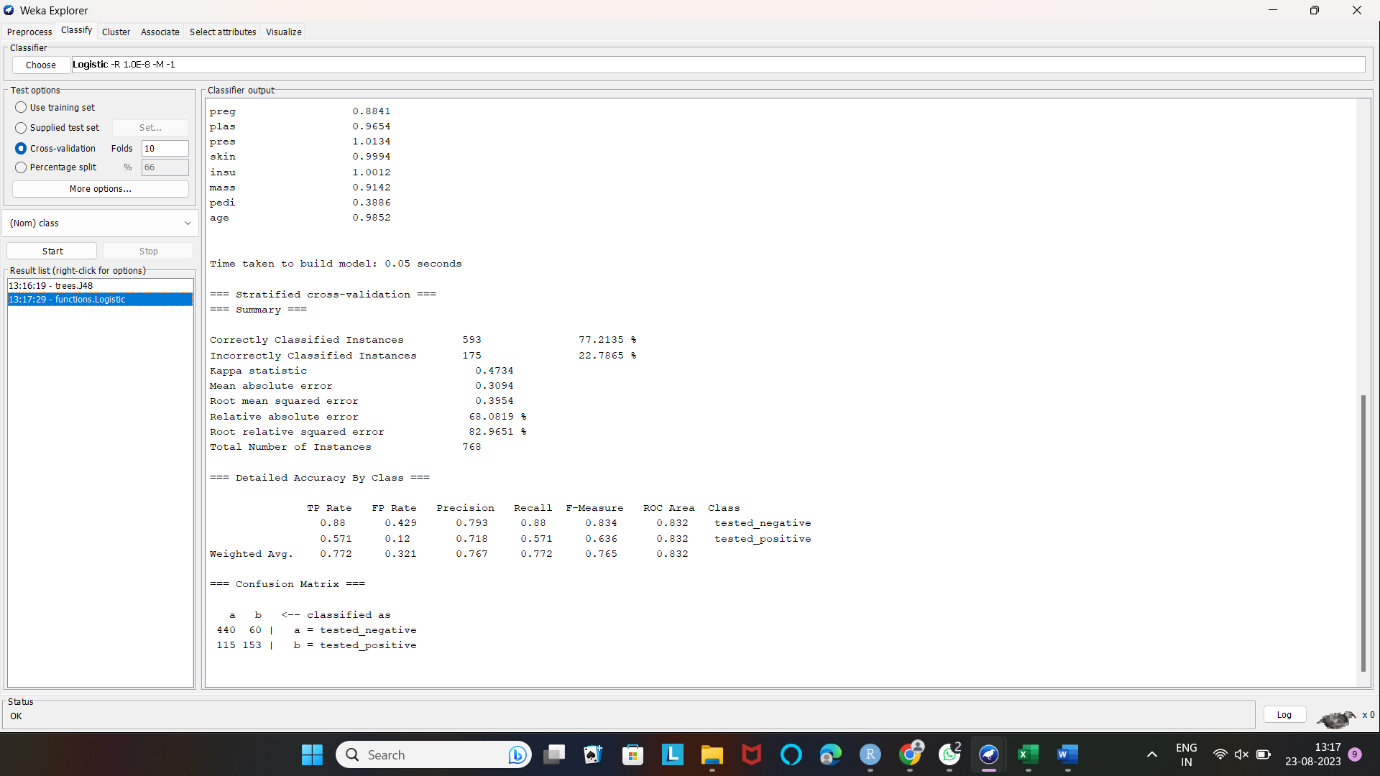 Weka Explorer
Preprocess Classify Cluster Associate Select attributes Visualize
Classifier
Choose Logistic -R 1.0E-8 -M -1
Test options
Use training set
Supplied test set Set...
Cross-validation Folds 10
Percentage split % 66
More options...
(Nom) class
Start Stop
Result list (right-click for options)
13:16:19 - trees.J48
13:17:29 - functions.Logistic
Classifier output
preg 0.8841
plas 0.9654
pres 1.0134
skin 0.9994
insu 1.0012
mass 0.9142
pedi 0.3886
age 0.9852
Time taken to build model: 0.05 seconds
=== Stratified cross-validation ===
=== Summary ===
Correctly Classified Instances 593 77.2135 %
Incorrectly Classified Instances 175 22.7865 %
Kappa statistic 0.4734
Mean absolute error 0.3094
Root mean squared error 0.3954
Relative absolute error 68.0819 %
Root relative squared error 82.9651 %
Total Number of Instances 768
=== Detailed Accuracy By Class ===
TP Rate FP Rate Precision Recall F-Measure ROC Area Class
0.88 0.429 0.793 0.88 0.834 0.832 tested_negative
0.571 0.12 0.718 0.571 0.636 0.832 tested_positive
Weighted Avg. 0.772 0.321 0.767 0.772 0.765 0.832
=== Confusion Matrix ===
a b <-- classified as
440 60 | a = tested_negative
115 153 | b = tested_positive
Status
OK
Log x 0
Search
L
R
2
ENG
IN
13:17
23-08-2023
9